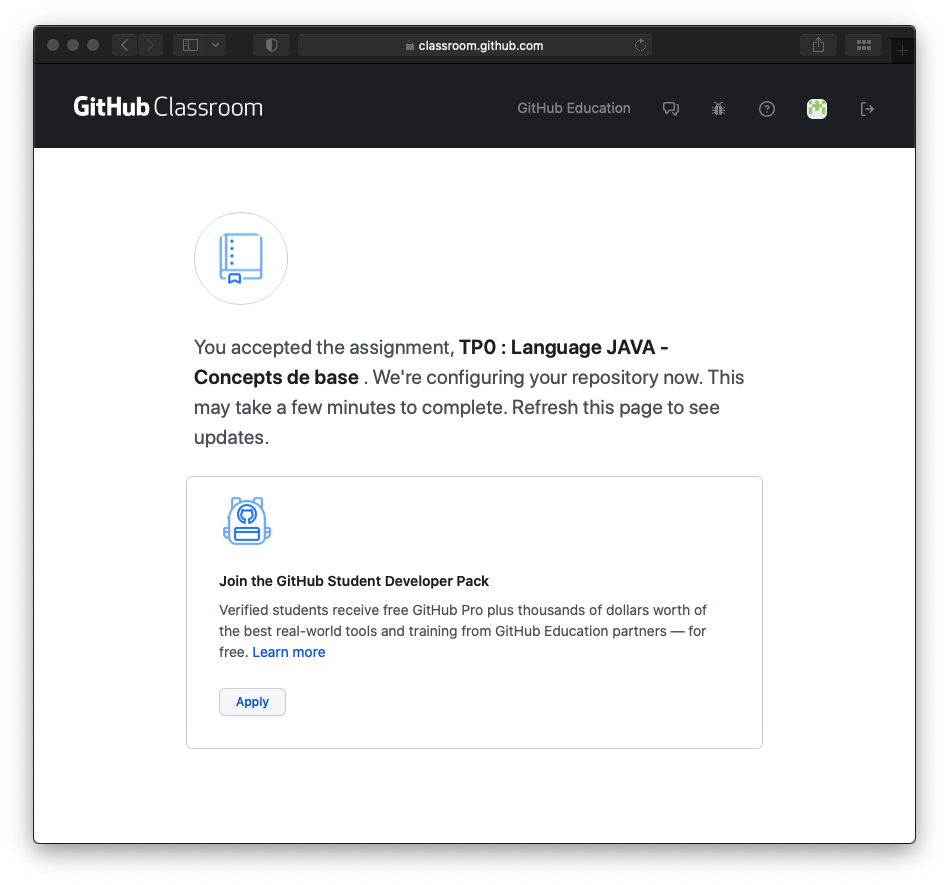 classroom.github.com
GitHub Classroom
GitHub Education
You accepted the assignment, TP0 : Language JAVA -
Concepts de base . We're configuring your repository now. This
may take a few minutes to complete. Refresh this page to see
updates.
Join the GitHub Student Developer Pack
Verified students receive free GitHub Pro plus thousands of dollars worth of
the best real-world tools and training from GitHub Education partners — for
free. Learn more
Apply